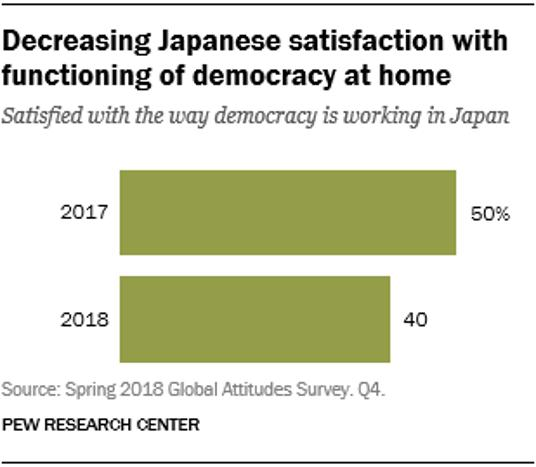 Decreasing Japanese satisfaction with
functioning of democracy at home
Satisfied with the way democracy is working in Japan
2017 50%
2018 40
Source: Spring 2018 Global Attitudes Survey. Q4.
PEW RESEARCH CENTER